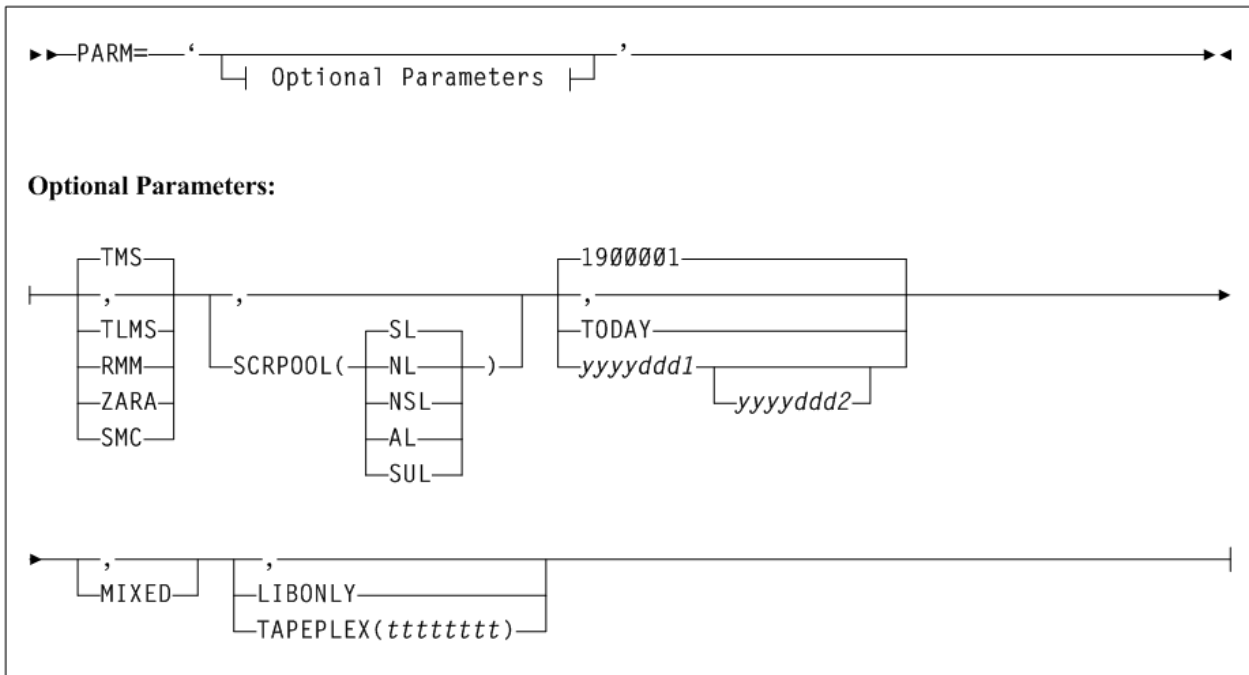 PARM= ‘ ’
Optional Parameters
Optional Parameters:
TMS 19ØØØØ1
, , ,
TLMS SL TODAY
RMM SCRPOOL( NL ) yyyyddd1
ZARA NSL yyyyddd2
SMC AL
SUL
, ,
MIXED LIBONLY
TAPEPLEX(tttttttt)